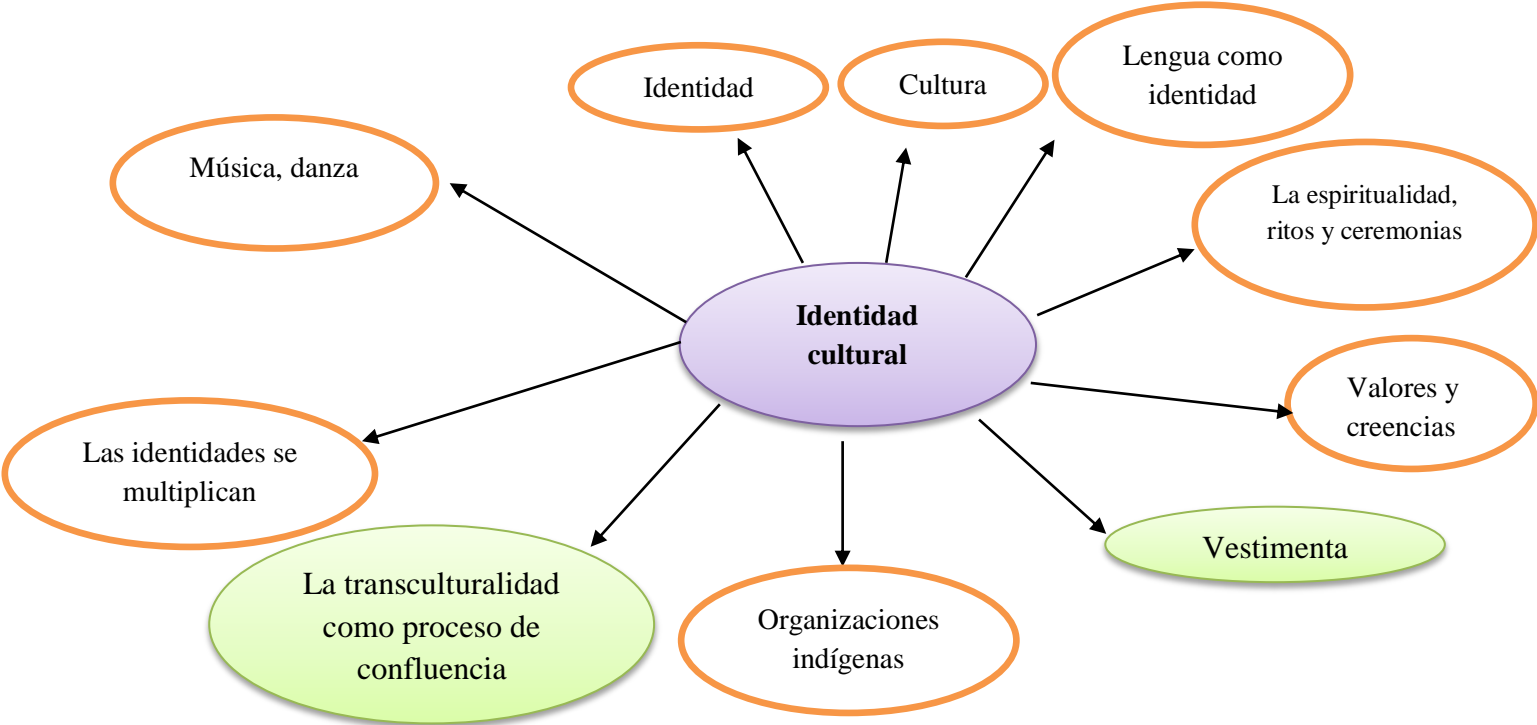 Identidad
Cultura
Lengua como
identidad
Música, danza
La espiritualidad,
ritos y ceremonias
Identidad
cultural
Valores y
creencias
Las identidades se
multiplican
Vestimenta
La transculturalidad
como proceso de
confluencia
Organizaciones
indígenas